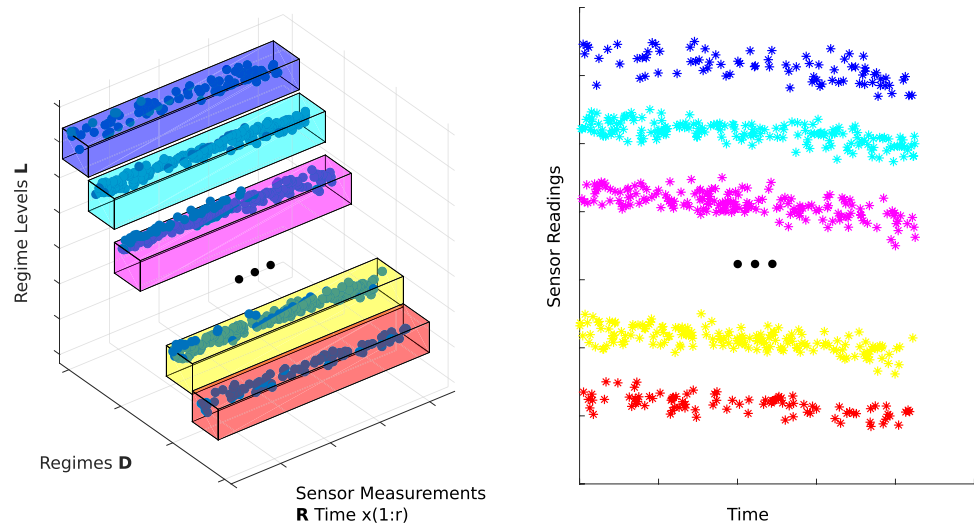 Regime Levels L
Regimes D
Sensor Measurements
R Time x(1:r)
Sensor Readings
Time